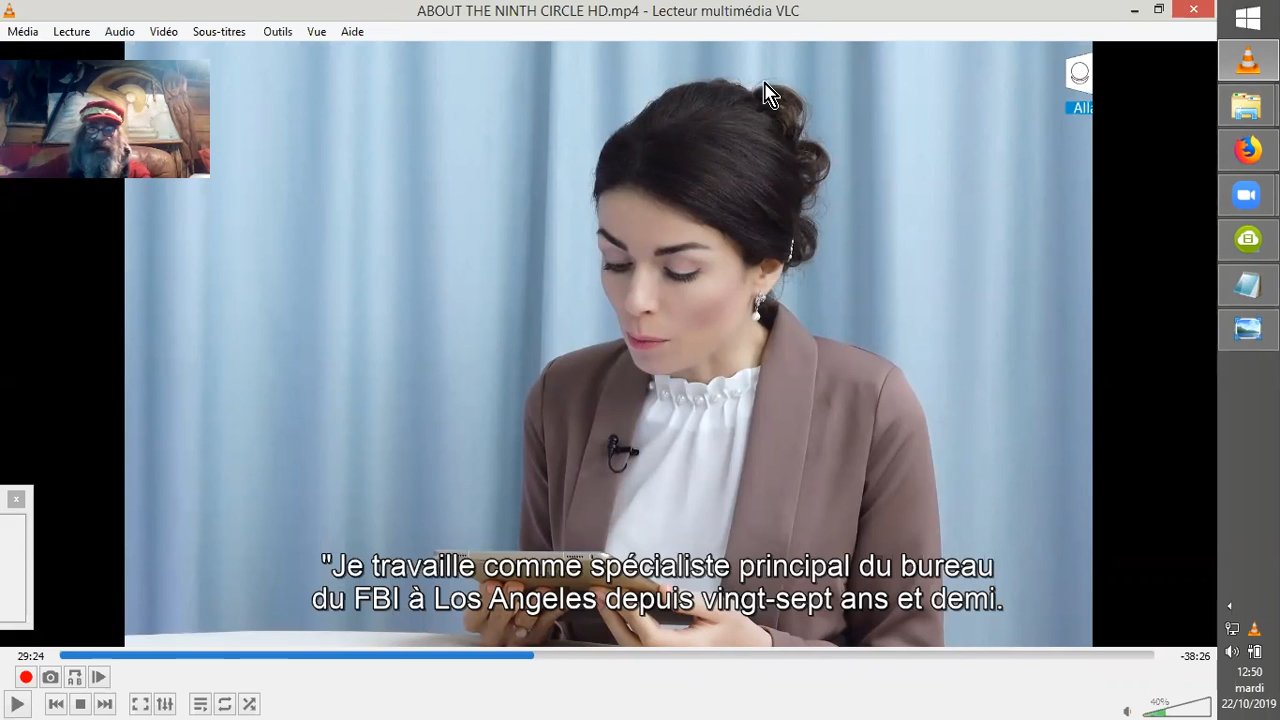 ABOUT THE NINTH CIRCLE HD.mp4 - Lecteur multimédia VLC
Média Lecture Audio Vidéo Sous-titres Outils Vue Aide
Alla
"Je travaille comme spécialiste principal du bureau
du FBI à Los Angeles depuis vingt-sept ans et demi.
29:24
-38:26
40%
12:50
mardi
22/10/2019